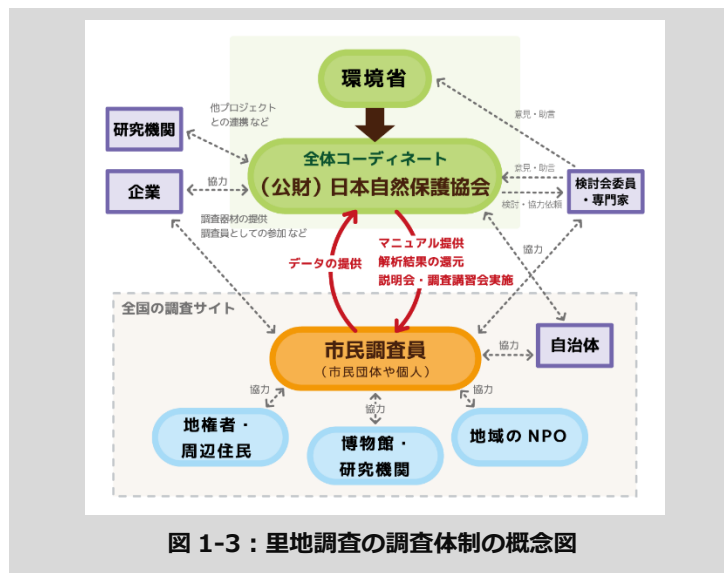 環境省
他プロジェクト
との連携など
研究機関
意見・助言
全体コーディネート
（公財）日本自然保護協会
意見・助言
検討・協力依頼
検討会委員
・専門家
企業
協力
調査器材の提供
調査員としての参加など
データの提供
マニュアル提供
解析結果の還元
説明会・調査講習会実施
協力
全国の調査サイト
市民調査員
（市民団体や個人）
協力
自治体
協力
協力
協力
地権者・
周辺住民
博物館・
研究機関
地域の NPO
図 1-3：里地調査の調査体制の概念図